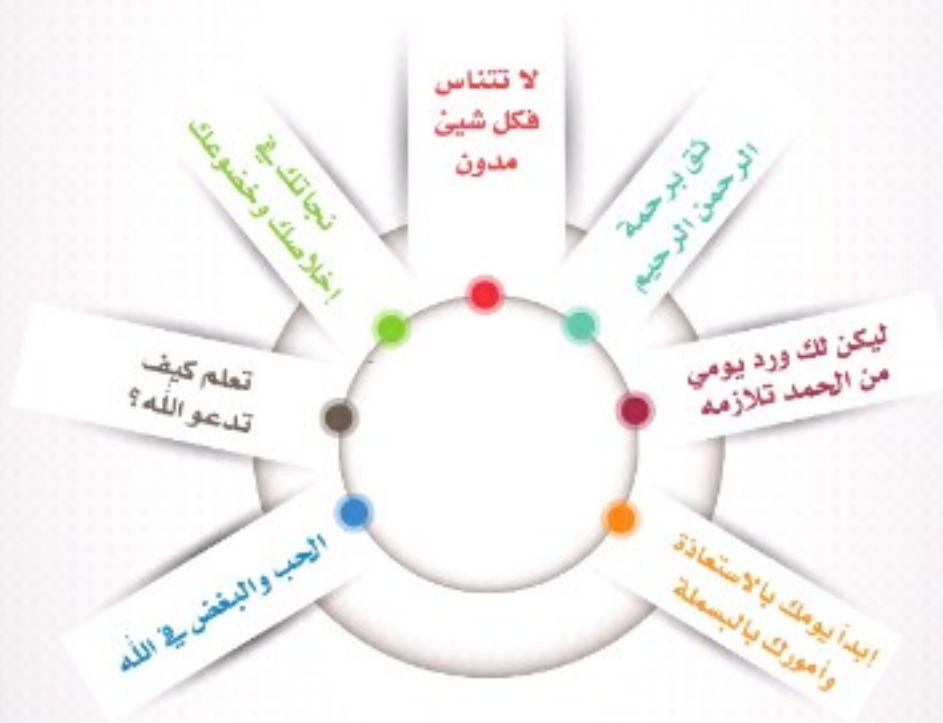 إبدأ يومك بالاستعاذة
وأمورك بالبسملة
ليكن لك ورد يومي
من الحمد تلازمه
ثق برحمة
الرحمن الرحيم
لا تتناس
فكل شيئ
مدون
نجاتك في
إخلاصك وخضوعك
تعلم كيف
تدعو الله؟
الحب والبغض في الله